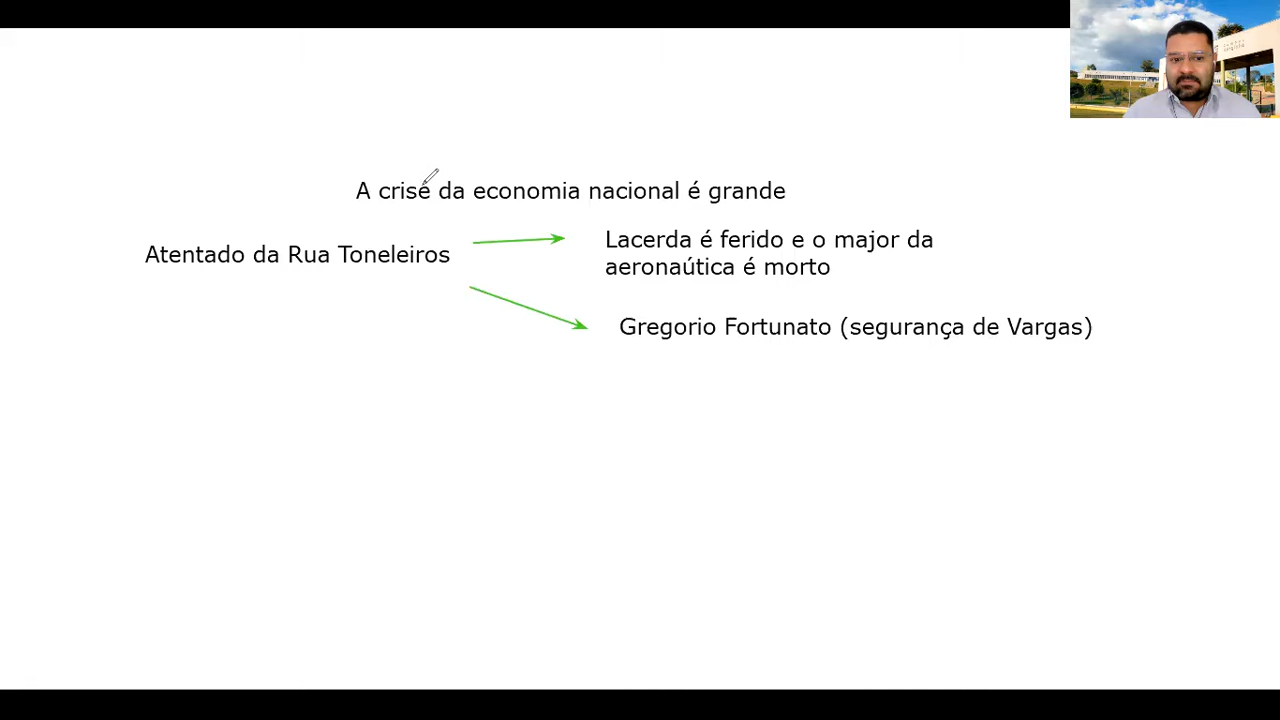 A crise da economia nacional é grande
Atentado da Rua Toneleiros
Lacerda é ferido e o major da
aeronaútica é morto
Gregorio Fortunato (segurança de Vargas)